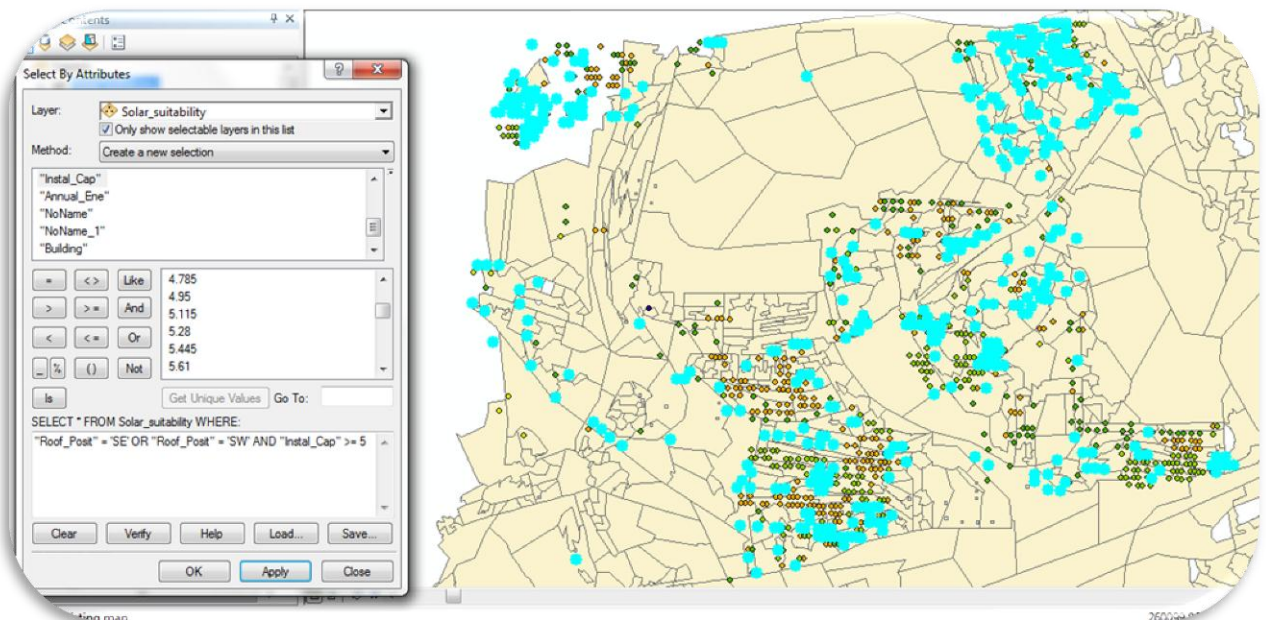 Select By Attributes
Layer: Solar_suitability
Only show selectable layers in this list
Method: Create a new selection
"Instal_Cap"
"Annual_Ene"
"NoName"
"NoName_1"
"Building"
= < > Like
> > = And
< < = Or
_ % ( ) Not
Is
4.785
4.95
5.115
5.28
5.445
5.61
Get Unique Values Go To:
SELECT * FROM Solar_suitability WHERE:
"Roof_Posit" = 'SE' OR "Roof_Posit" = 'SW' AND "Instal_Cap" >= 5
Clear Verify Help Load... Save...
OK Apply Close
map